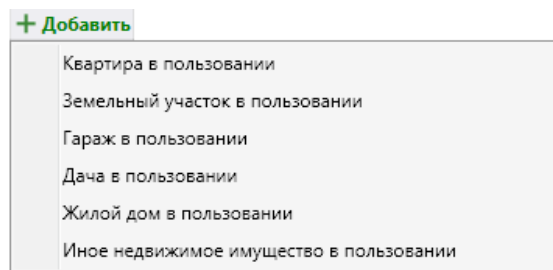 + Добавить
Квартира в пользовании
Земельный участок в пользовании
Гараж в пользовании
Дача в пользовании
Жилой дом в пользовании
Иное недвижимое имущество в пользовании